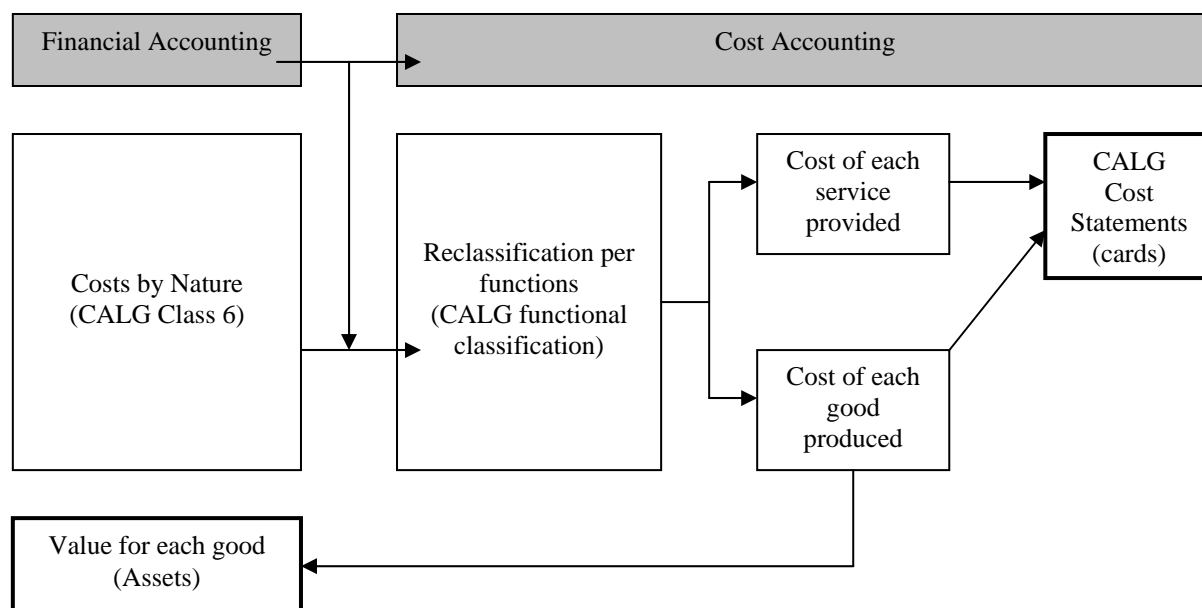 Financial Accounting
Cost Accounting
Costs by Nature
(CALG Class 6)
Reclassification per
functions
(CALG functional
classification)
Cost of each
service
provided
Cost of each
good
produced
CALG
Cost
Statements
(cards)
Value for each good
(Assets)